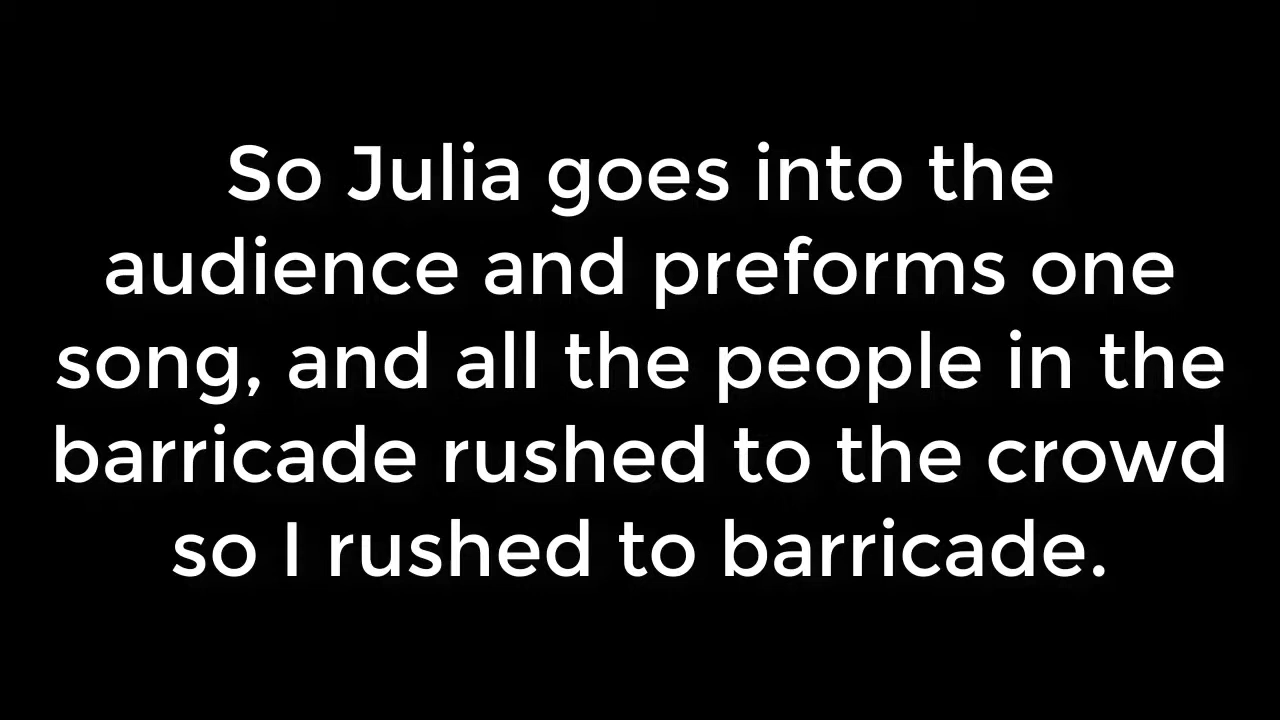 So Julia goes into the
audience and preforms one
song, and all the people in the
barricade rushed to the crowd
so I rushed to barricade.